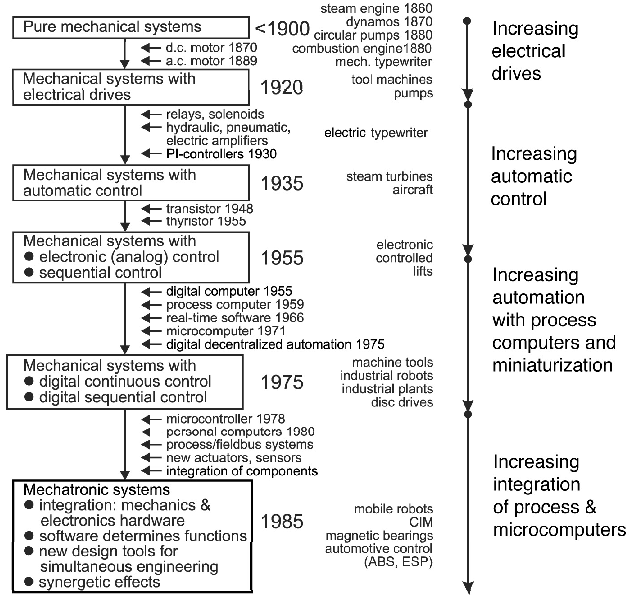 Pure mechanical systems
<1900
steam engine 1860
dynamos 1870
circular pumps 1880
combustion engine1880
mech. typewriter
d.c. motor 1870
a.c. motor 1889
Increasing
electrical
drives
Mechanical systems with
electrical drives
1920
tool machines
pumps
relays, solenoids
hydraulic, pneumatic,
electric amplifiers
PI-controllers 1930
electric typewriter
Increasing
automatic
control
Mechanical systems with
automatic control
1935
steam turbines
aircraft
transistor 1948
thyristor 1955
Mechanical systems with
● electronic (analog) control
● sequential control
1955
electronic
controlled
lifts
digital computer 1955
process computer 1959
real-time software 1966
microcomputer 1971
digital decentralized automation 1975
Increasing
automation
with process
computers and
miniaturization
Mechanical systems with
● digital continuous control
● digital sequential control
1975
machine tools
industrial robots
industrial plants
disc drives
microcontroller 1978
personal computers 1980
process/fieldbus systems
new actuators, sensors
integration of components
Increasing
integration
of process &
microcomputers
Mechatronic systems
● integration: mechanics &
electronics hardware
● software determines functions
● new design tools for
simultaneous engineering
● synergetic effects
1985
mobile robots
CIM
magnetic bearings
automotive control
(ABS, ESP)